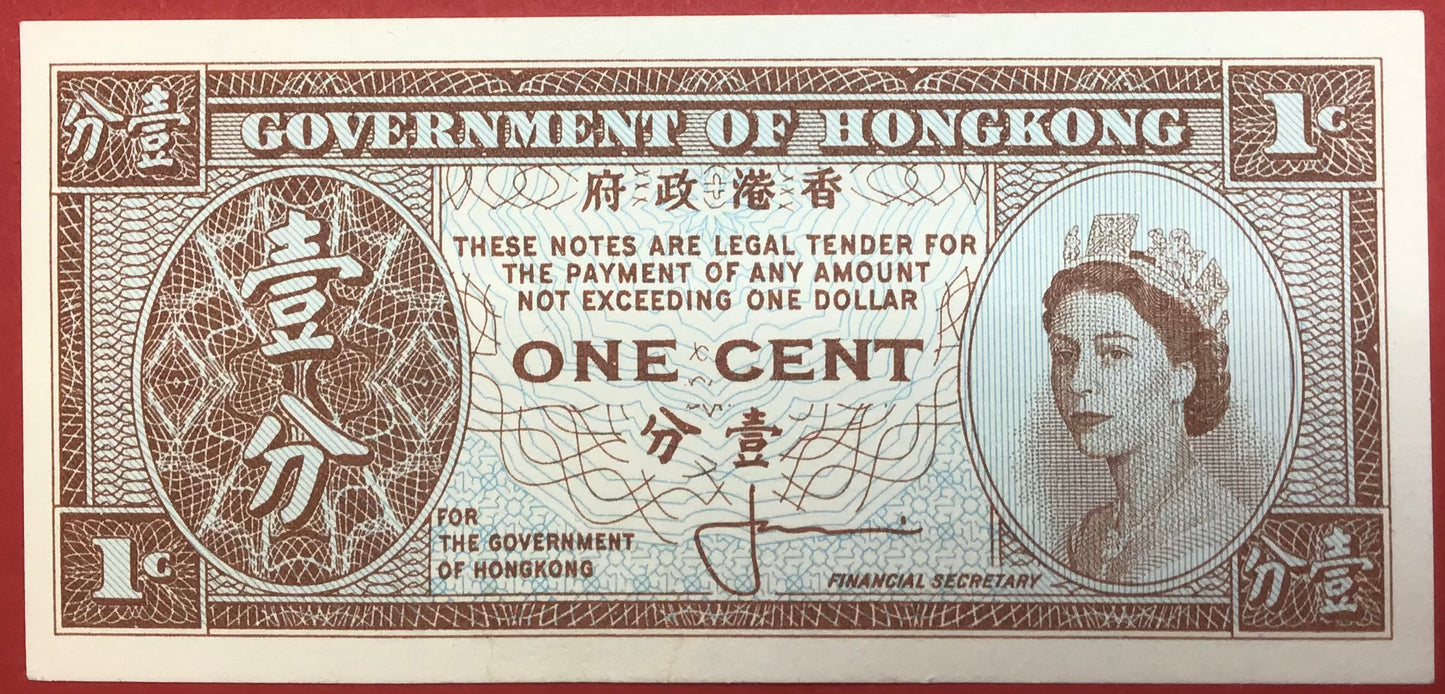 壹分
GOVERNMENT OF HONGKONG
1C
府政港香
THESE NOTES ARE LEGAL TENDER FOR
THE PAYMENT OF ANY AMOUNT
NOT EXCEEDING ONE DOLLAR
壹分
ONE CENT
分壹
FOR
THE GOVERNMENT
OF HONGKONG
FINANCIAL SECRETARY
1C
分壹